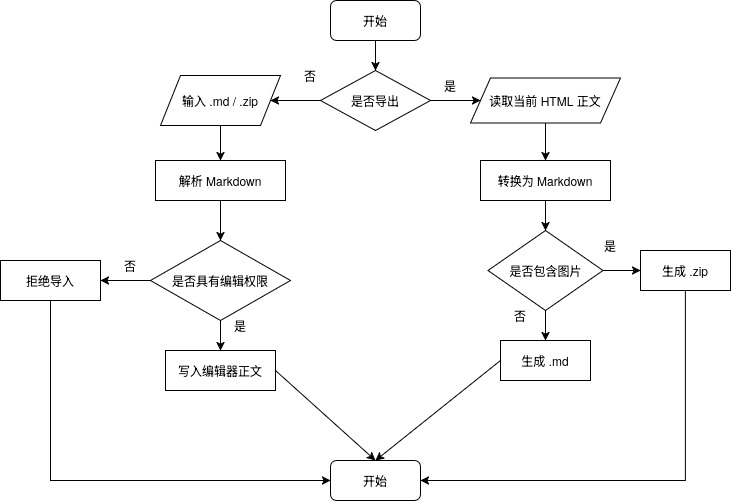 开始
否
是
输入 .md / .zip
是否导出
读取当前 HTML 正文
解析 Markdown
转换为 Markdown
否
是否具有编辑权限
是否包含图片
是
拒绝导入
生成 .zip
是
否
写入编辑器正文
生成 .md
开始